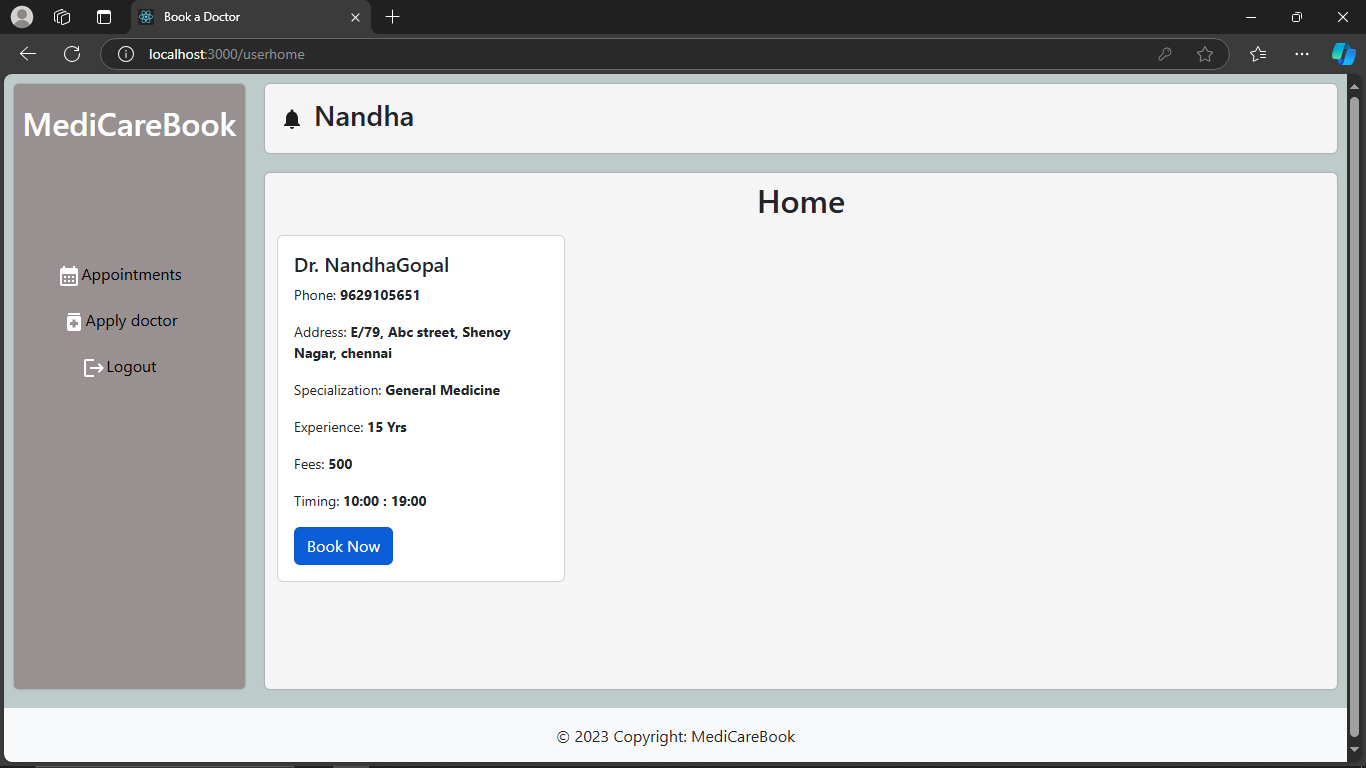 Book a Doctor
localhost:3000/userhome
MediCareBook
Nandha
Home
Appointments
Apply doctor
Logout
Dr. NandhaGopal
Phone: 9629105651
Address: E/79, Abc street, Shenoy
Nagar, chennai
Specialization: General Medicine
Experience: 15 Yrs
Fees: 500
Timing: 10:00 : 19:00
Book Now
© 2023 Copyright: MediCareBook